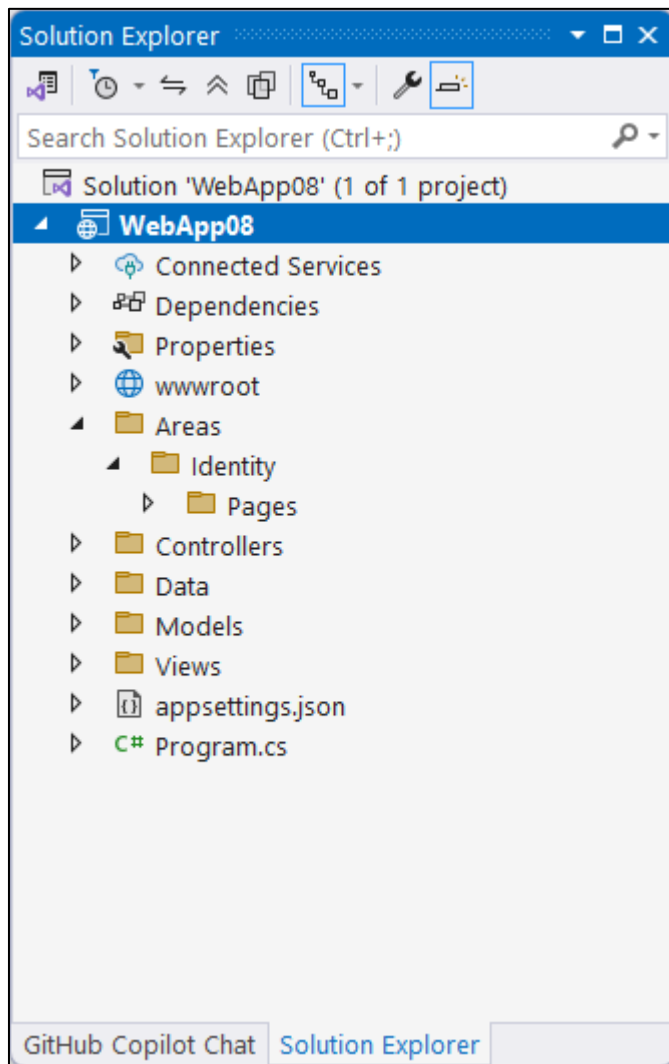 Solution Explorer
Search Solution Explorer (Ctrl+;)
Solution 'WebApp08' (1 of 1 project)
WebApp08
Connected Services
Dependencies
Properties
wwwroot
Areas
Identity
Pages
Controllers
Data
Models
Views
appsettings.json
C# Program.cs
GitHub Copilot Chat Solution Explorer